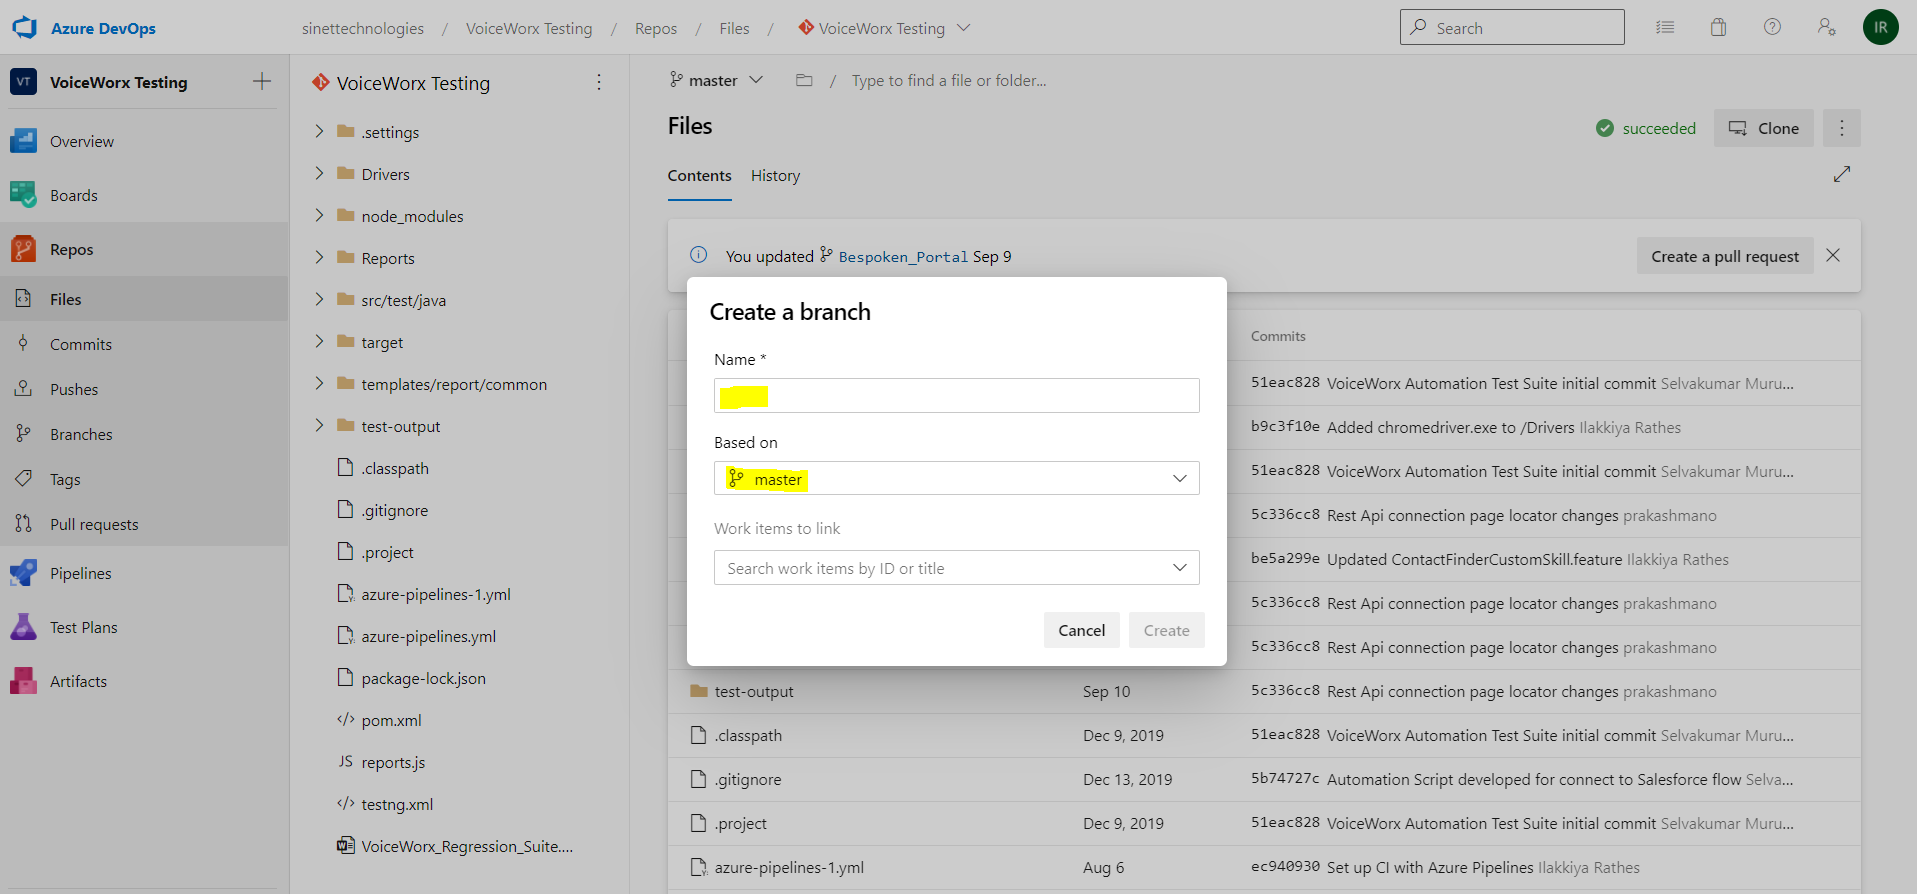 Azure DevOps
sinettechnologies / VoiceWorx Testing / Repos / Files / VoiceWorx Testing
Search
IR
VT VoiceWorx Testing
Overview
Boards
Repos
Files
Commits
Pushes
Branches
Tags
Pull requests
Pipelines
Test Plans
Artifacts
VoiceWorx Testing
.settings
Drivers
node_modules
Reports
src/test/java
target
templates/report/common
test-output
.classpath
.gitignore
.project
azure-pipelines-1.yml
azure-pipelines.yml
package-lock.json
</> pom.xml
JS reports.js
</> testng.xml
VoiceWorx_Regression_Suite....
master / Type to find a file or folder...
Files
succeeded
Clone
Contents
History
You updated Bespoken_Portal Sep 9
Create a pull request
Create a branch
Name *
Based on
master
Work items to link
Search work items by ID or title
Cancel
Create
Commits
51eac828 VoiceWorx Automation Test Suite initial commit Selvakumar Muru...
b9c3f10e Added chromedriver.exe to /Drivers Ilakkiya Rathes
51eac828 VoiceWorx Automation Test Suite initial commit Selvakumar Muru...
5c336cc8 Rest Api connection page locator changes prakashmano
be5a299e Updated ContactFinderCustomSkill.feature Ilakkiya Rathes
5c336cc8 Rest Api connection page locator changes prakashmano
5c336cc8 Rest Api connection page locator changes prakashmano
test-output Sep 10 5c336cc8 Rest Api connection page locator changes prakashmano
.classpath Dec 9, 2019 51eac828 VoiceWorx Automation Test Suite initial commit Selvakumar Muru...
.gitignore Dec 13, 2019 5b74727c Automation Script developed for connect to Salesforce flow Selva...
.project Dec 9, 2019 51eac828 VoiceWorx Automation Test Suite initial commit Selvakumar Muru...
azure-pipelines-1.yml Aug 6 ec940930 Set up CI with Azure Pipelines Ilakkiya Rathes